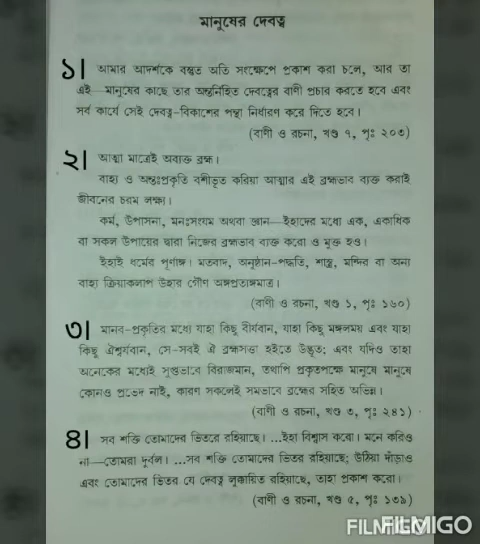 মানুষের দেবত্ব
১। আমার আদর্শকে বস্তুত অতি সংক্ষেপে প্রকাশ করা চলে, আর তা
এই—মানুষের কাছে তার অন্তর্নিহিত দেবত্বের বাণী প্রচার করতে হবে এবং
সর্ব কার্যে সেই দেবত্ব-বিকাশের পন্থা নির্ধারণ করে দিতে হবে।
(বাণী ও রচনা, খণ্ড ৭, পৃঃ ২০৩)
২। আত্মা মাত্রেই অব্যক্ত ব্রহ্ম।
বাহ্য ও অন্তঃপ্রকৃতি বশীভূত করিয়া আত্মার এই ব্রহ্মভাব ব্যক্ত করাই
জীবনের চরম লক্ষ্য।
কর্ম, উপাসনা, মনঃসংযম অথবা জ্ঞান—ইহাদের মধ্যে এক, একাধিক
বা সকল উপায়ের দ্বারা নিজের ব্রহ্মভাব ব্যক্ত করো ও মুক্ত হও।
ইহাই ধর্মের পূর্ণাঙ্গ। মতবাদ, অনুষ্ঠান-পদ্ধতি, শাস্ত্র, মন্দির বা অন্য
বাহ্য ক্রিয়াকলাপ উহার গৌণ অঙ্গপ্রত্যঙ্গমাত্র।
(বাণী ও রচনা, খণ্ড ১, পৃঃ ১৬০)
৩। মানব-প্রকৃতির মধ্যে যাহা কিছু বীর্যবান, যাহা কিছু মঙ্গলময় এবং যাহা
কিছু ঐশ্বর্যবান, সে-সবই ঐ ব্রহ্মসত্তা হইতে উদ্ভূত; এবং যদিও তাহা
অনেকের মধ্যেই সুপ্তভাবে বিরাজমান, তথাপি প্রকৃতপক্ষে মানুষে মানুষে
কোনও প্রভেদ নাই, কারণ সকলেই সমভাবে ব্রহ্মের সহিত অভিন্ন।
(বাণী ও রচনা, খণ্ড ৩, পৃঃ ২৪১)
৪। সব শক্তি তোমাদের ভিতরে রহিয়াছে। ...ইহা বিশ্বাস করো। মনে করিও
না—তোমরা দুর্বল। ...সব শক্তি তোমাদের ভিতরে রহিয়াছে; উঠিয়া দাঁড়াও
এবং তোমাদের ভিতর যে দেবত্ব লুক্কায়িত রহিয়াছে, তাহা প্রকাশ করো।
(বাণী ও রচনা, খণ্ড ৫, পৃঃ ১৩৯)
FILMIGO